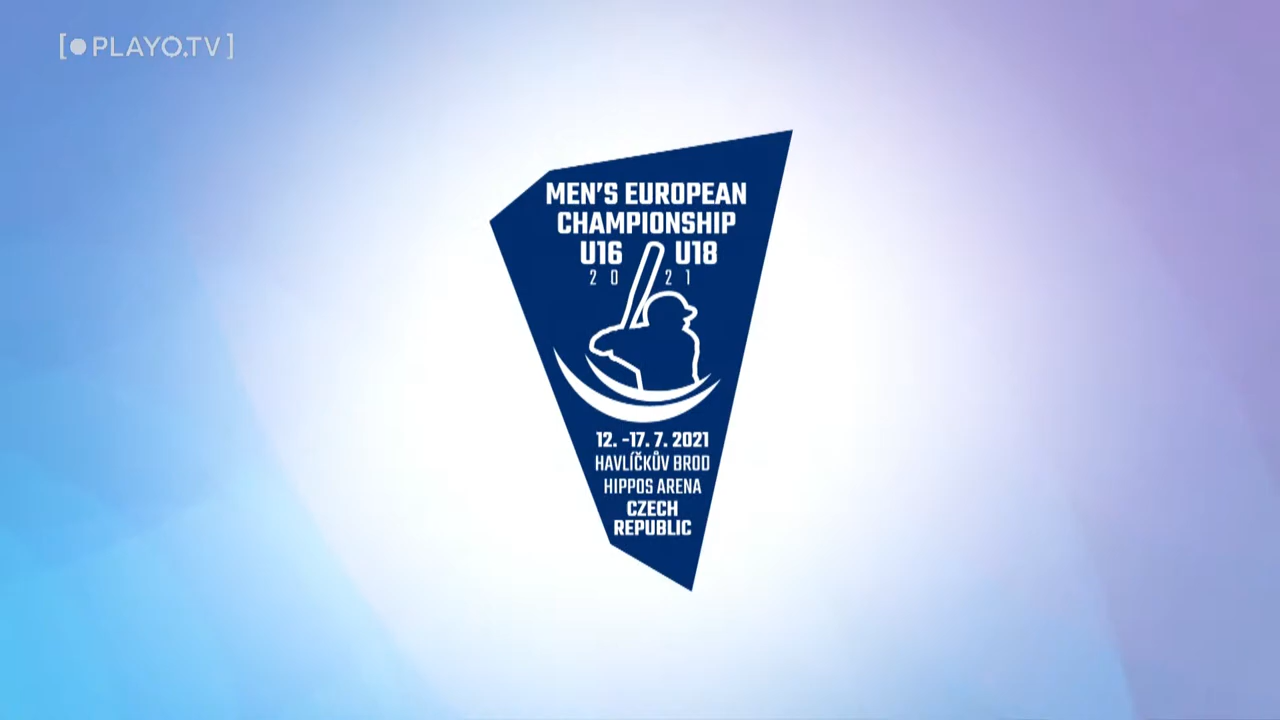 [●PLAYO.TV]
MEN'S EUROPEAN
CHAMPIONSHIP
U16 U18
2021
12. -17. 7. 2021
HAVLÍČKŮV BROD
HIPPOS ARENA
CZECH
REPUBLIC